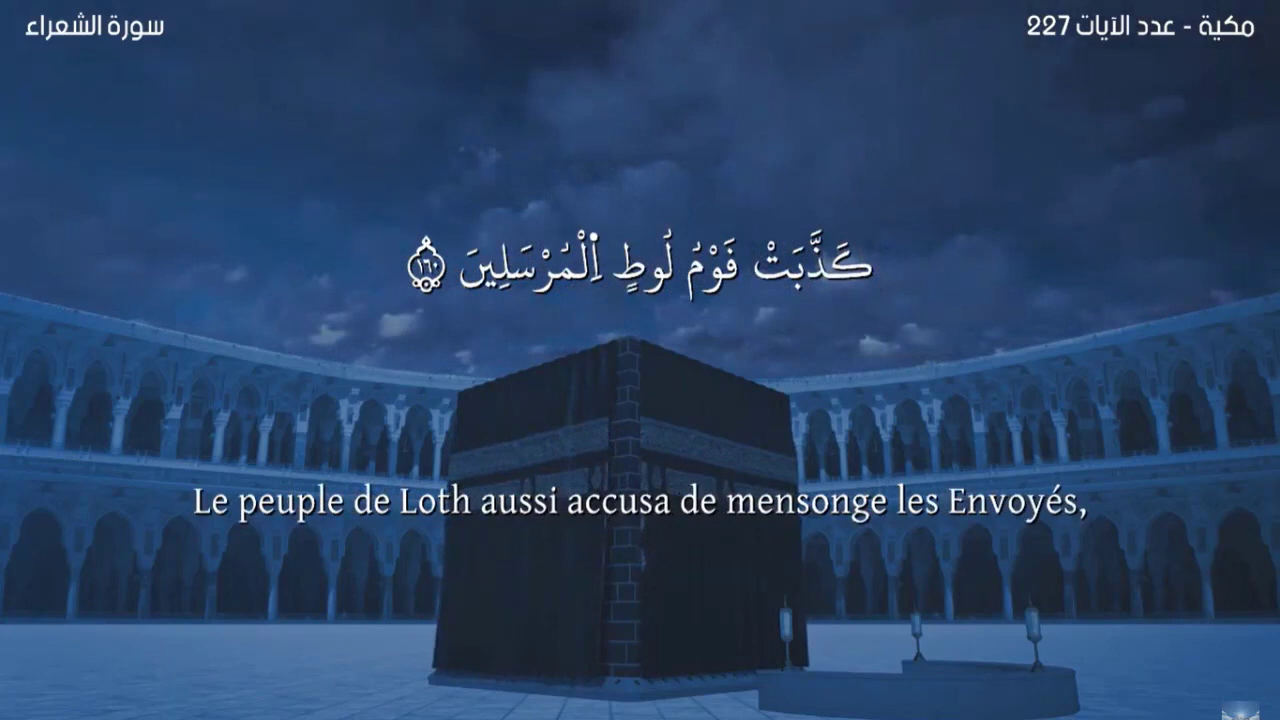 مكية - عدد الآيات 227
سورة الشعراء
كَذَّبَتْ قَوْمُ لُوطٍ اِ۬لْمُرْسَلِينَ ١٦٠
Le peuple de Loth aussi accusa de mensonge les Envoyés,